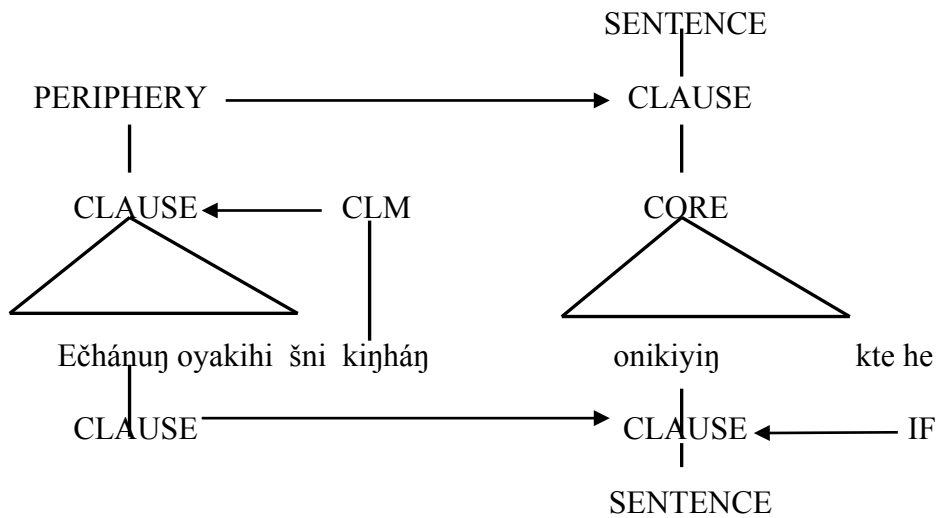 SENTENCE
PERIPHERY CLAUSE
CLAUSE CLM CORE
Ečhánuŋ oyakihi šni kiŋháŋ onikiyiŋ kte he
CLAUSE CLAUSE IF
SENTENCE